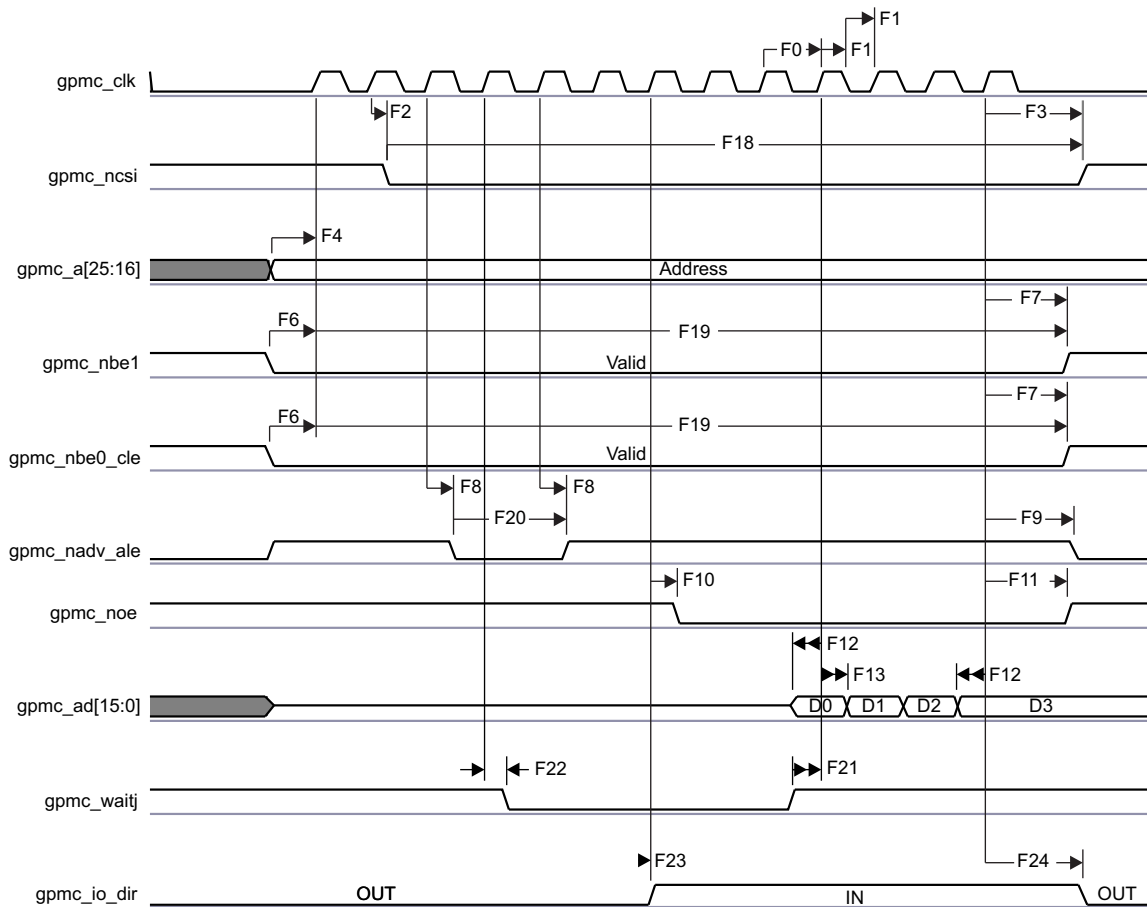 F1
F0 F1
gpmc_clk
F2 F3
F18
gpmc_ncsi
F4
gpmc_a[25:16] Address
F7
F6 F19
gpmc_nbe1 Valid
F7
F6 F19
gpmc_nbe0_cle Valid
F8 F8
F20 F9
gpmc_nadv_ale
F10 F11
gpmc_noe
F12
F13 F12
gpmc_ad[15:0] D0 D1 D2 D3
F22 F21
gpmc_waitj
F23 F24
gpmc_io_dir OUT IN OUT